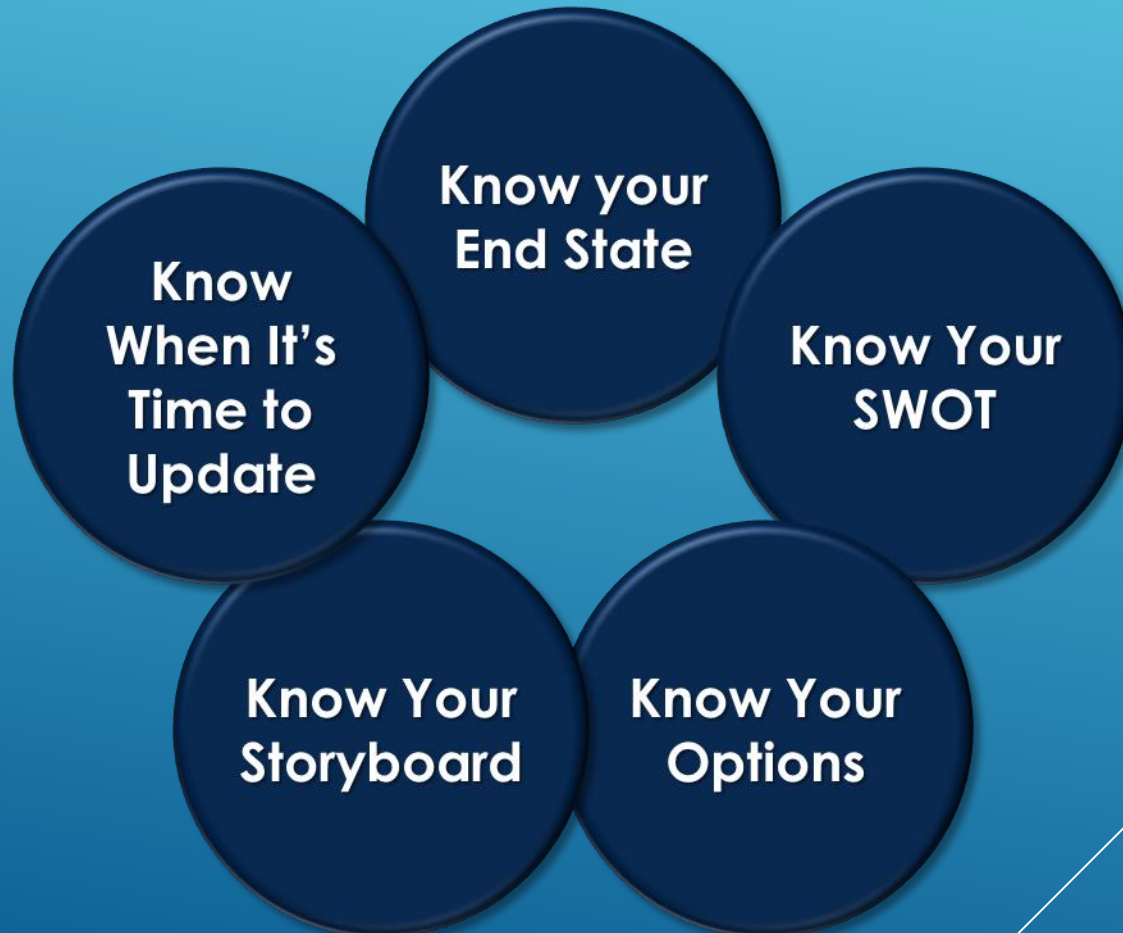 Know your
End State
Know Your
SWOT
Know Your
Options
Know Your
Storyboard
Know
When It’s
Time to
Update